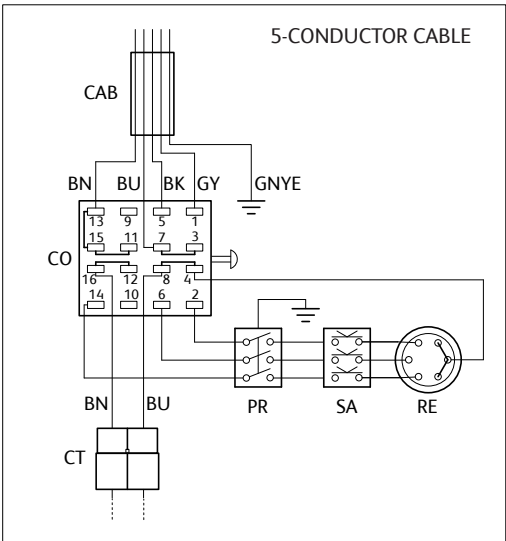 5-CONDUCTOR CABLE
CAB
BN BU BK GY GNYE
13 9 5 1
15 11 7 3
CO
16 12 8 4
14 10 6 2
BN BU PR SA RE
CT